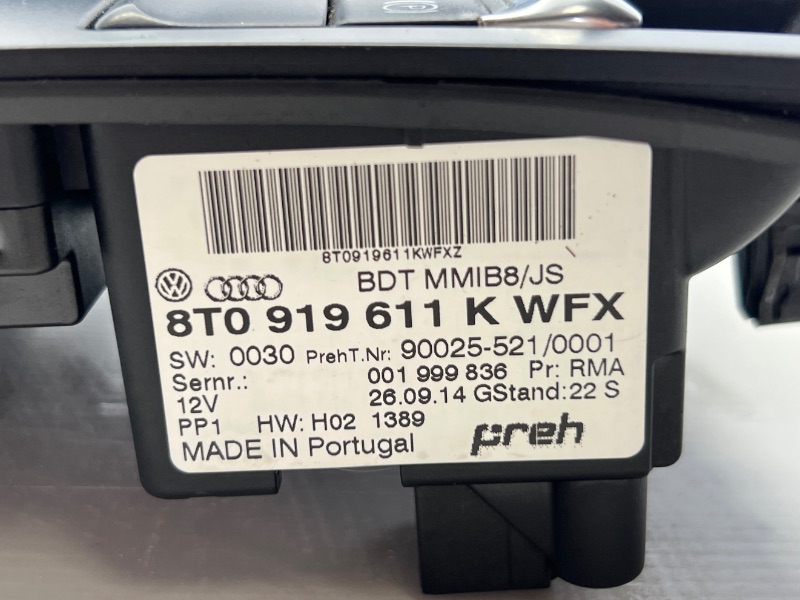 8T0919611KWFXZ
BDT MMIB8/JS
8T0 919 611 K WFX
SW: 0030 PrehT.Nr: 90025-521/0001
Sernr.: 001 999 836 Pr: RMA
12V 26.09.14 GStand:22 S
PP1 HW: H02 1389
MADE IN Portugal preh